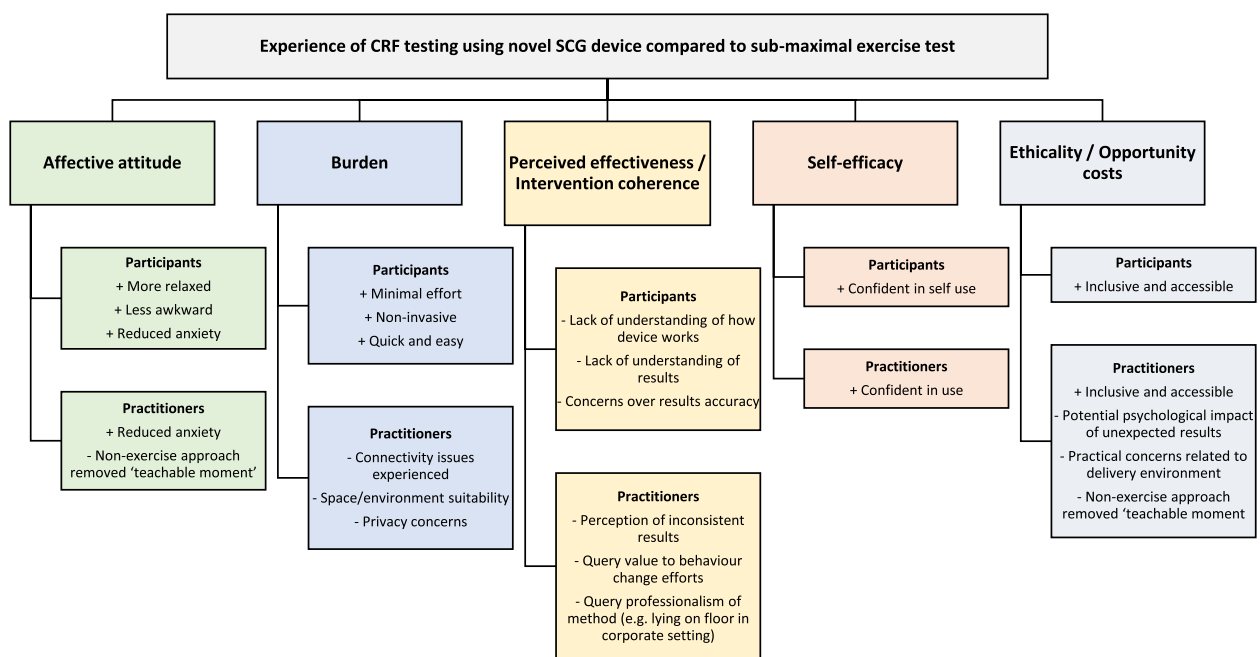 Experience of CRF testing using novel SCG device compared to sub-maximal exercise test
Affective attitude
Participants
+ More relaxed
+ Less awkward
+ Reduced anxiety
Practitioners
+ Reduced anxiety
- Non-exercise approach
removed ‘teachable moment’
Burden
Participants
+ Minimal effort
+ Non-invasive
+ Quick and easy
Practitioners
- Connectivity issues
experienced
- Space/environment suitability
- Privacy concerns
Perceived effectiveness /
Intervention coherence
Participants
- Lack of understanding of how
device works
- Lack of understanding of
results
- Concerns over results accuracy
Practitioners
- Perception of inconsistent
results
- Query value to behaviour
change efforts
- Query professionalism of
method (e.g. lying on floor in
corporate setting)
Self-efficacy
Participants
+ Confident in self use
Practitioners
+ Confident in use
Ethicality / Opportunity
costs
Participants
+ Inclusive and accessible
Practitioners
+ Inclusive and accessible
- Potential psychological impact
of unexpected results
- Practical concerns related to
delivery environment
- Non-exercise approach
removed ‘teachable moment